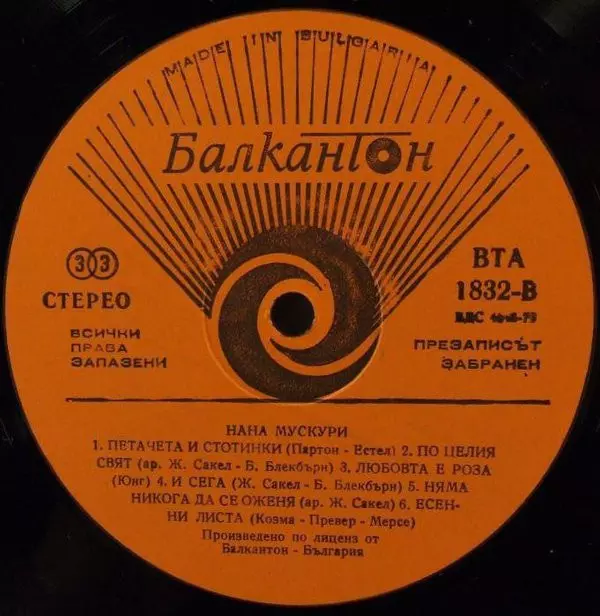 MADE IN BULGARIA
Балкантон
33
СТЕРЕО
ВСИЧКИ
ПРАВА
ЗАПАЗЕНИ
ВТА
1832-В
БДС
ПРЕЗАПИСЪТ
ЗАБРАНЕН
НАНА МУСКУРИ
1. ПЕТАЧЕТА И СТОТИНКИ (Партон - Естел) 2. ПО ЦЕЛИЯ
СВЯТ (ар. Ж. Сакел - Б. Блекбърн) 3. ЛЮБОВТА Е РОЗА
(Юнг) 4. И СЕГА (Ж. Сакел - Б. Блекбърн) 5. НЯМА
НИКОГА ДА СЕ ОЖЕНЯ (ар. Ж. Сакел) 6. ЕСЕН-
НИ ЛИСТА (Козма - Превер - Мерсе)
Произведено по лиценз от
Балкантон - България